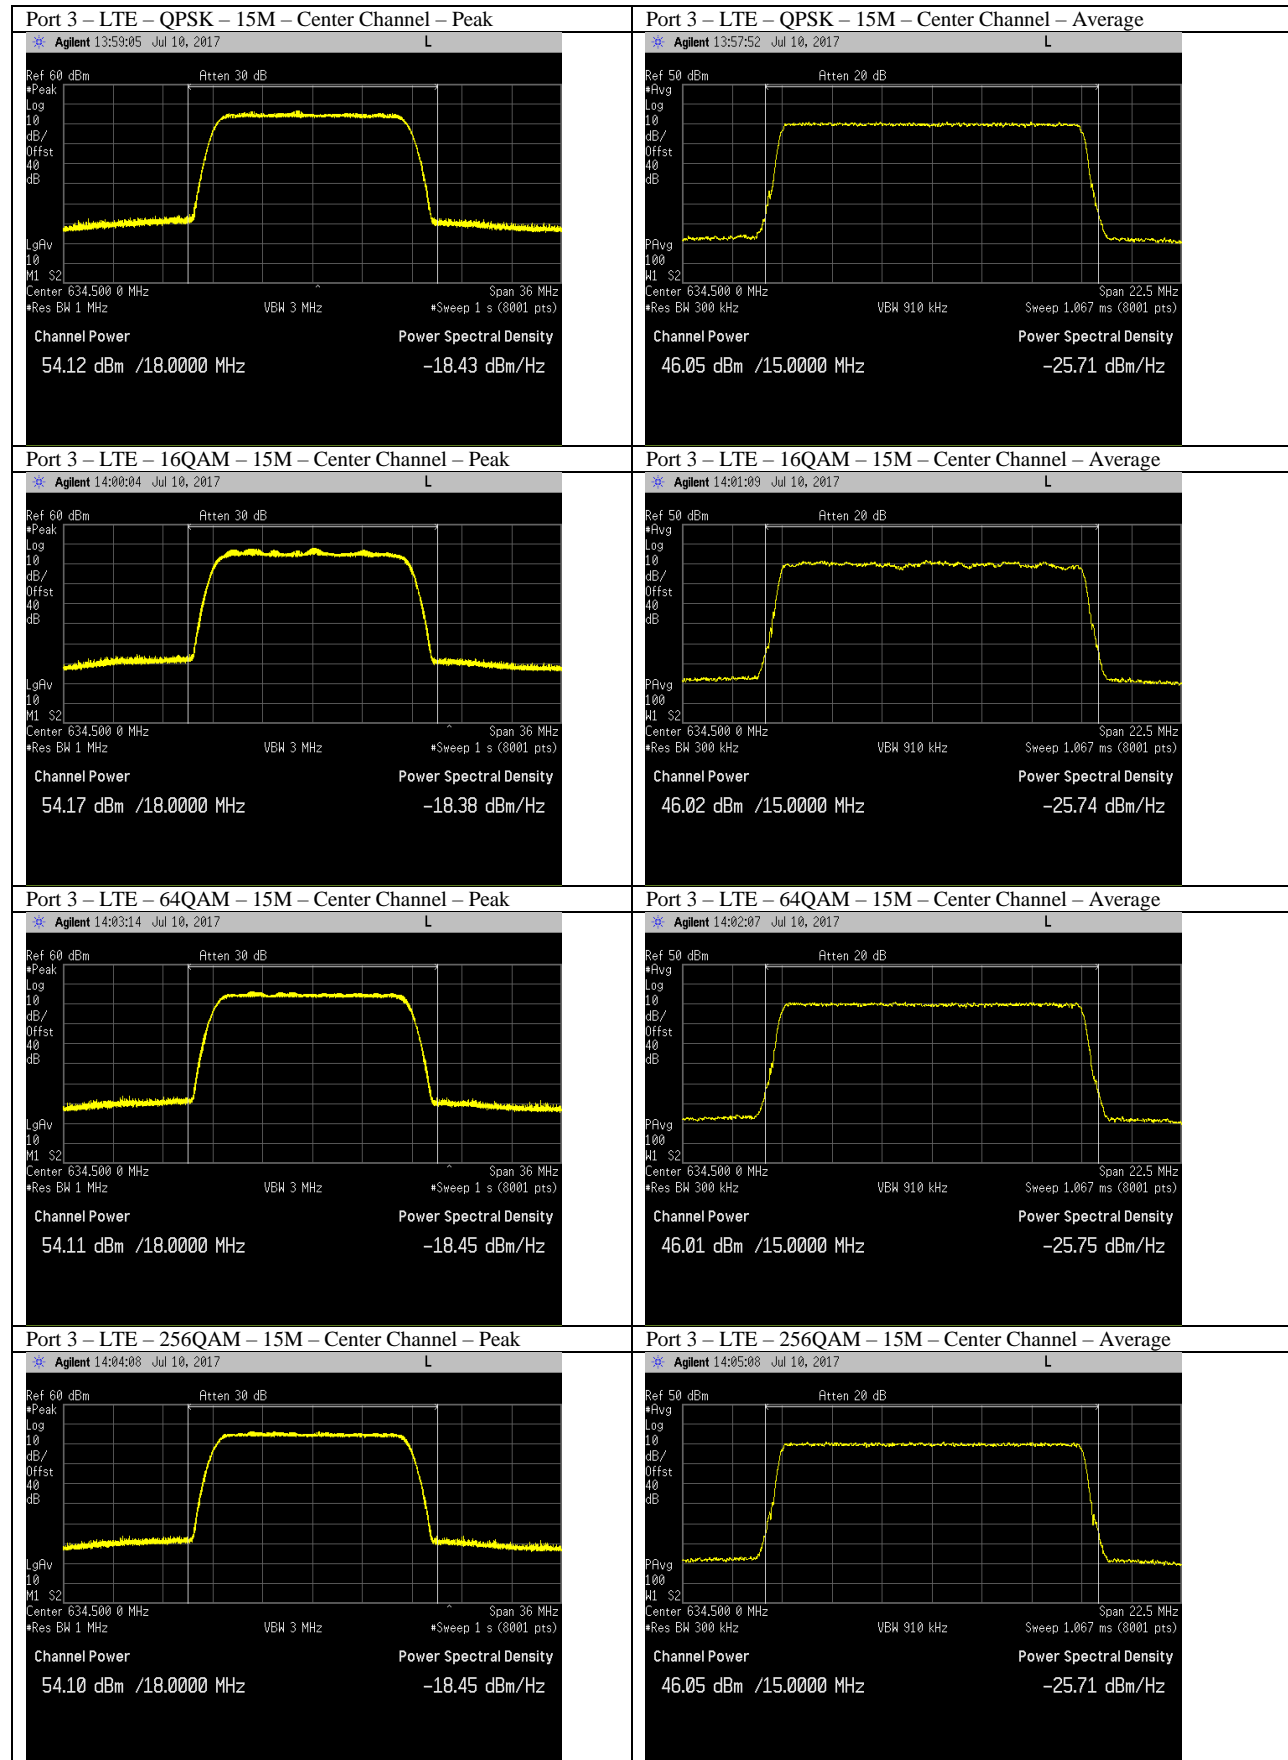 Port 3 – LTE – QPSK – 15M – Center Channel – Peak
Agilent 13:59:05 Jul 10, 2017 L
Ref 60 dBm Atten 30 dB
#Peak
Log
10
dB/
Offst
40
dB
LgAv
10
M1 S2
Center 634.500 0 MHz Span 36 MHz
#Res BW 1 MHz VBW 3 MHz #Sweep 1 s (8001 pts)
Channel Power Power Spectral Density
54.12 dBm /18.0000 MHz -18.43 dBm/Hz
Port 3 – LTE – QPSK – 15M – Center Channel – Average
Agilent 13:57:52 Jul 10, 2017 L
Ref 50 dBm Atten 20 dB
#Avg
Log
10
dB/
Offst
40
dB
PAvg
100
W1 S2
Center 634.500 0 MHz Span 22.5 MHz
#Res BW 300 kHz VBW 910 kHz Sweep 1.067 ms (8001 pts)
Channel Power Power Spectral Density
46.05 dBm /15.0000 MHz -25.71 dBm/Hz
Port 3 – LTE – 16QAM – 15M – Center Channel – Peak
Agilent 14:00:04 Jul 10, 2017 L
Ref 60 dBm Atten 30 dB
#Peak
Log
10
dB/
Offst
40
dB
LgAv
10
M1 S2
Center 634.500 0 MHz Span 36 MHz
#Res BW 1 MHz VBW 3 MHz #Sweep 1 s (8001 pts)
Channel Power Power Spectral Density
54.17 dBm /18.0000 MHz -18.38 dBm/Hz
Port 3 – LTE – 16QAM – 15M – Center Channel – Average
Agilent 14:01:09 Jul 10, 2017 L
Ref 50 dBm Atten 20 dB
#Avg
Log
10
dB/
Offst
40
dB
PAvg
100
W1 S2
Center 634.500 0 MHz Span 22.5 MHz
#Res BW 300 kHz VBW 910 kHz Sweep 1.067 ms (8001 pts)
Channel Power Power Spectral Density
46.02 dBm /15.0000 MHz -25.74 dBm/Hz
Port 3 – LTE – 64QAM – 15M – Center Channel – Peak
Agilent 14:03:14 Jul 10, 2017 L
Ref 60 dBm Atten 30 dB
#Peak
Log
10
dB/
Offst
40
dB
LgAv
10
M1 S2
Center 634.500 0 MHz Span 36 MHz
#Res BW 1 MHz VBW 3 MHz #Sweep 1 s (8001 pts)
Channel Power Power Spectral Density
54.11 dBm /18.0000 MHz -18.45 dBm/Hz
Port 3 – LTE – 64QAM – 15M – Center Channel – Average
Agilent 14:02:07 Jul 10, 2017 L
Ref 50 dBm Atten 20 dB
#Avg
Log
10
dB/
Offst
40
dB
PAvg
100
W1 S2
Center 634.500 0 MHz Span 22.5 MHz
#Res BW 300 kHz VBW 910 kHz Sweep 1.067 ms (8001 pts)
Channel Power Power Spectral Density
46.01 dBm /15.0000 MHz -25.75 dBm/Hz
Port 3 – LTE – 256QAM – 15M – Center Channel – Peak
Agilent 14:04:08 Jul 10, 2017 L
Ref 60 dBm Atten 30 dB
#Peak
Log
10
dB/
Offst
40
dB
LgAv
10
M1 S2
Center 634.500 0 MHz Span 36 MHz
#Res BW 1 MHz VBW 3 MHz #Sweep 1 s (8001 pts)
Channel Power Power Spectral Density
54.10 dBm /18.0000 MHz -18.45 dBm/Hz
Port 3 – LTE – 256QAM – 15M – Center Channel – Average
Agilent 14:05:08 Jul 10, 2017 L
Ref 50 dBm Atten 20 dB
#Avg
Log
10
dB/
Offst
40
dB
PAvg
100
W1 S2
Center 634.500 0 MHz Span 22.5 MHz
#Res BW 300 kHz VBW 910 kHz Sweep 1.067 ms (8001 pts)
Channel Power Power Spectral Density
46.05 dBm /15.0000 MHz -25.71 dBm/Hz